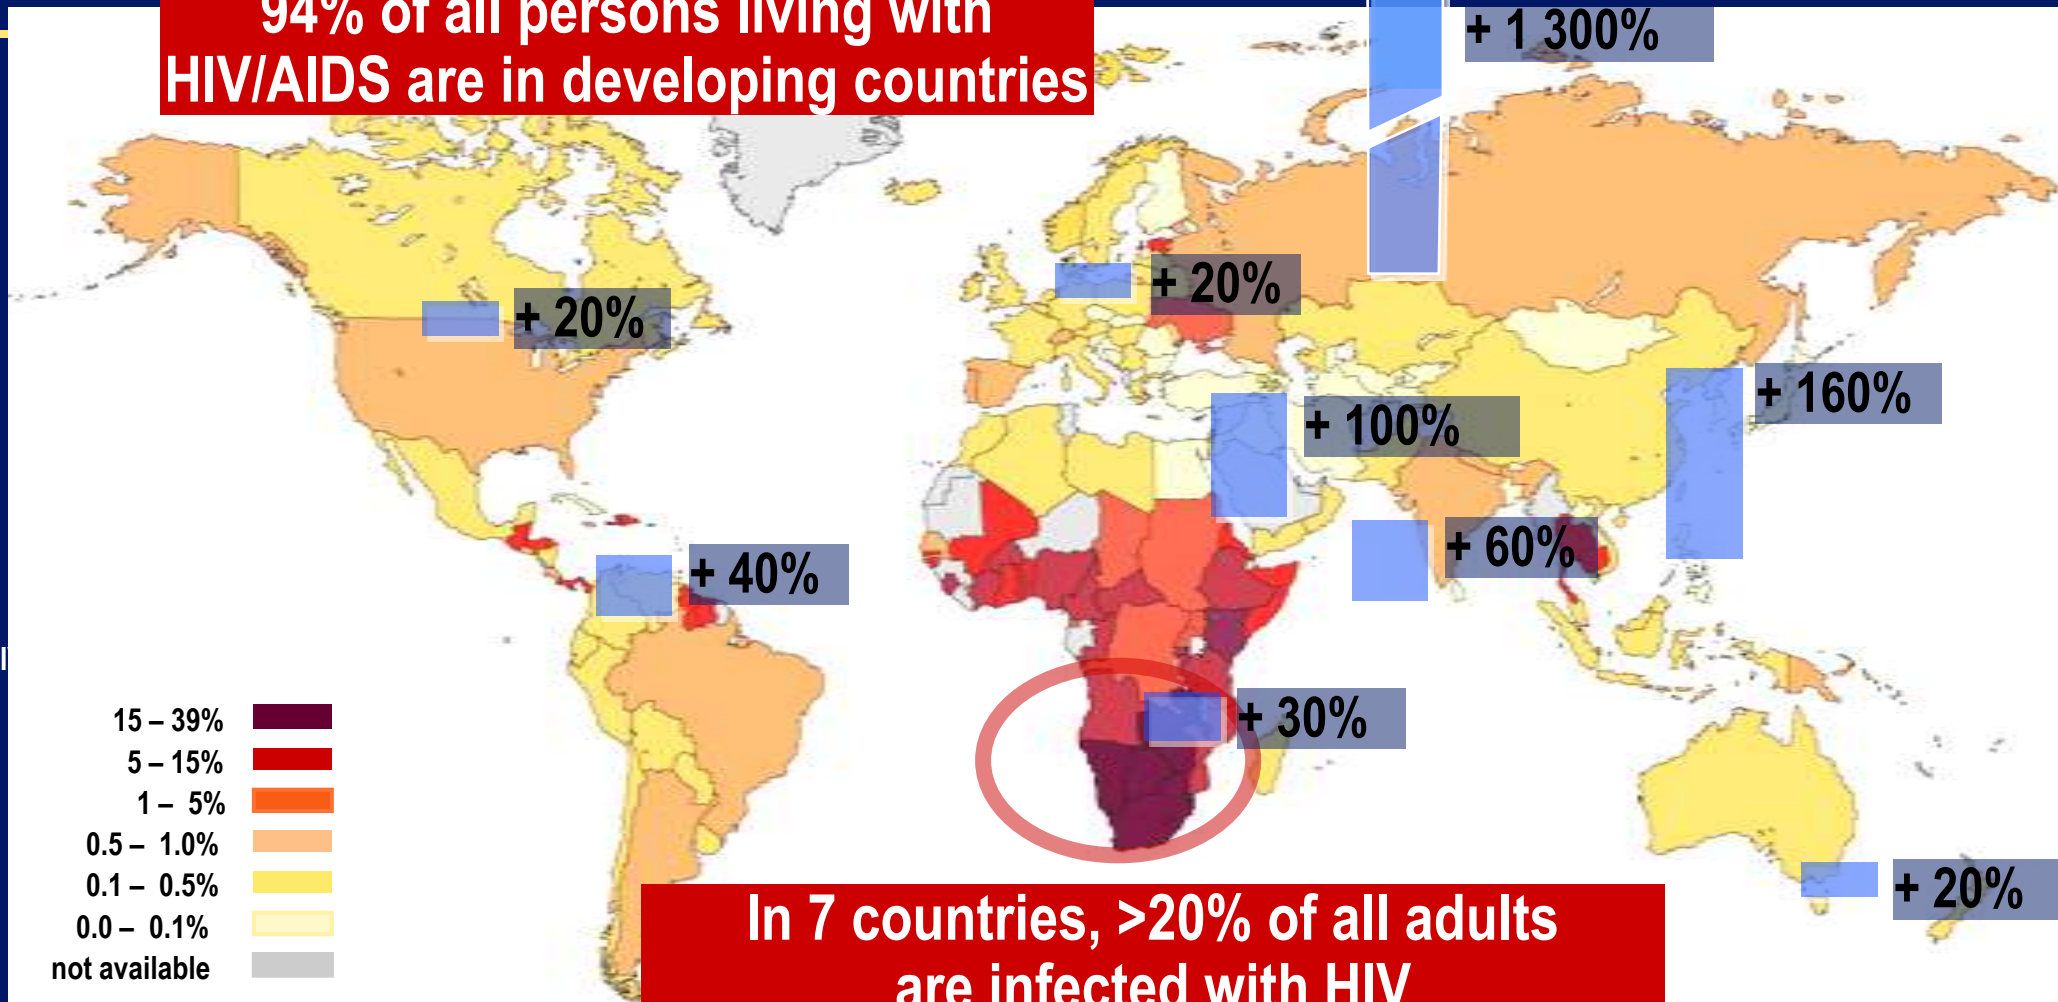 94% of all persons living with
HIV/AIDS are in developing countries
+ 1 300%
+ 20%
+ 20%
+ 160%
+ 100%
+ 60%
+ 40%
+ 30%
+ 20%
15 – 39%
5 – 15%
1 – 5%
0.5 – 1.0%
0.1 – 0.5%
0.0 – 0.1%
not available
In 7 countries, >20% of all adults
are infected with HIV